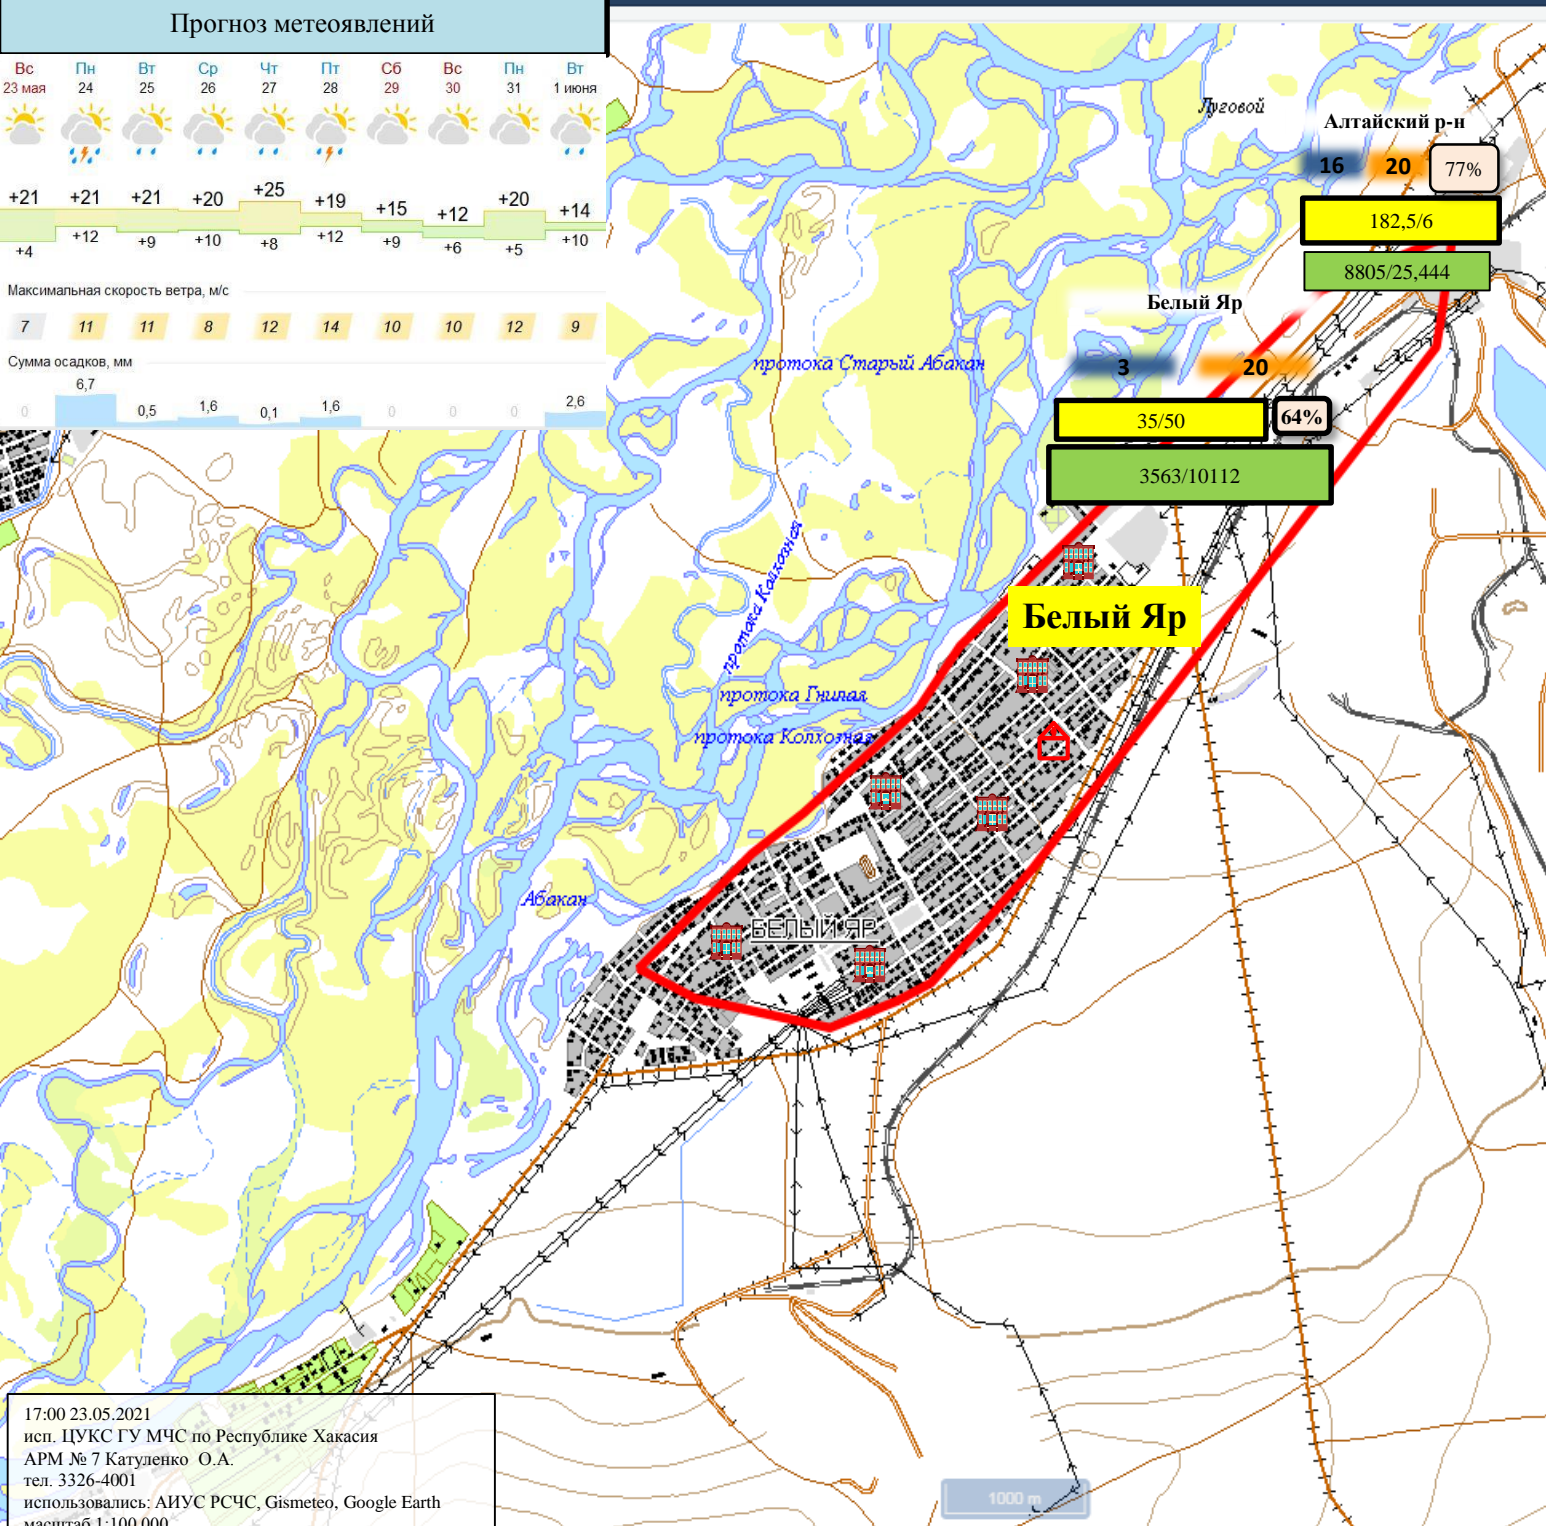 Прогноз метеоявлений
Вс Пн Вт Ср Чт Пт Сб Вс Пн Вт
23 мая 24 25 26 27 28 29 30 31 1 июня
+21 +21 +21 +20 +25 +19 +15 +12 +20 +14
+4 +12 +9 +10 +8 +12 +9 +6 +5 +10
Максимальная скорость ветра, м/с
7 11 11 8 12 14 10 10 12 9
Сумма осадков, мм
0 6,7 0,5 1,6 0,1 1,6 0 0 0 2,6
Луговой
Алтайский р-н
16 20 77%
182,5/6
8805/25,444
Белый Яр
3 20
35/50 64%
3563/10112
протока Старый Абакан
протока Колхозная
Белый Яр
протока Гнилая
протока Колхозная
Абакан
БЕЛЫЙ ЯР
17:00 23.05.2021
исп. ЦУКС ГУ МЧС по Республике Хакасия
АРМ № 7 Катуленко О.А.
тел. 3326-4001
использовались: АИУС РСЧС, Gismeteo, Google Earth
масштаб 1:100 000
1000 m